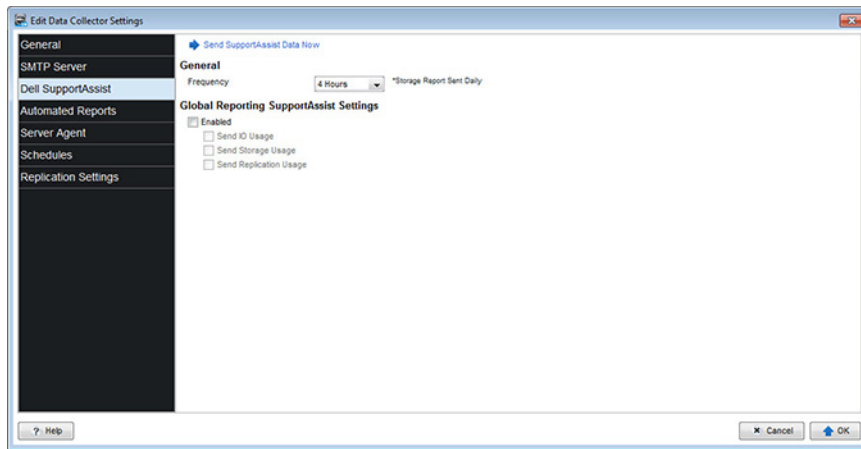 Edit Data Collector Settings
General
SMTP Server
Dell SupportAssist
Automated Reports
Server Agent
Schedules
Replication Settings
Send SupportAssist Data Now
General
Frequency 4 Hours *Storage Report Sent Daily
Global Reporting SupportAssist Settings
Enabled
Send IO Usage
Send Storage Usage
Send Replication Usage
? Help
Cancel
OK